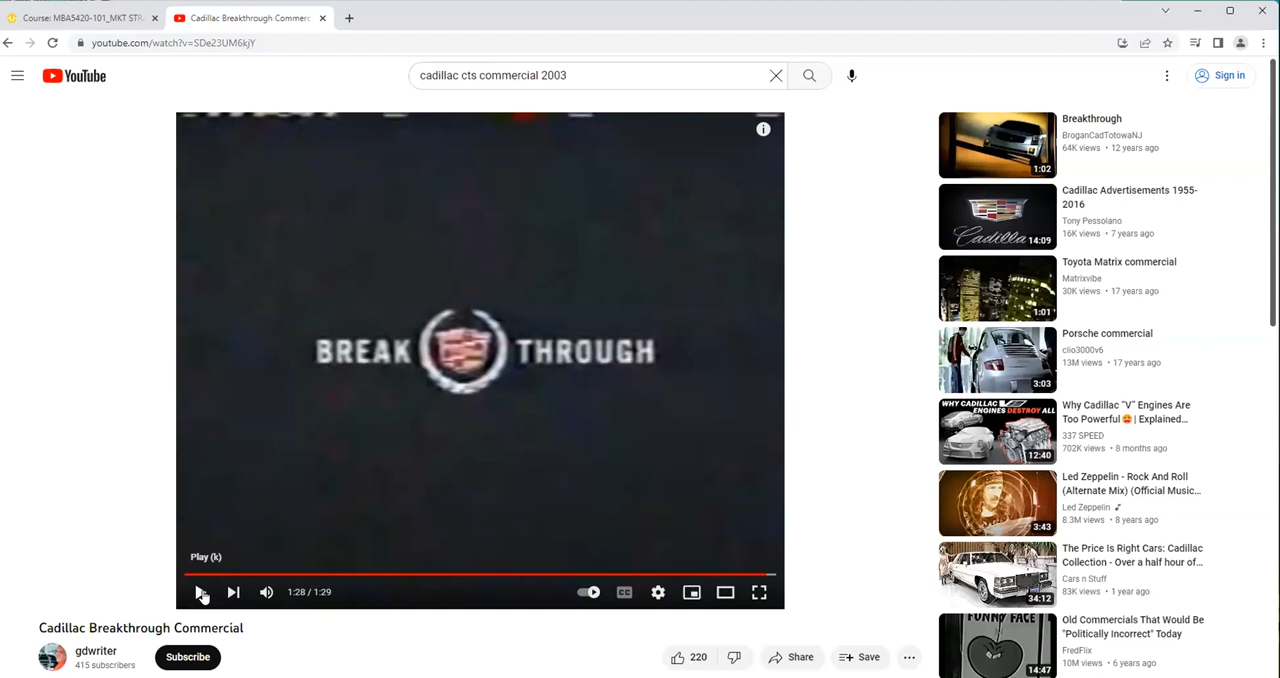 Course: MBA5420-101_MKT STR
Cadillac Breakthrough Commerc
youtube.com/watch?v=SDe23UM6kjY
YouTube
cadillac cts commercial 2003
Sign in
BREAK THROUGH
Play (k)
1:28 / 1:29
CC
Cadillac Breakthrough Commercial
gdwriter
415 subscribers
Subscribe
220
Share
Save
Breakthrough
BroganCadTotowaNJ
64K views • 12 years ago
1:02
Cadillac Advertisements 1955-
2016
Tony Pessolano
16K views • 7 years ago
Cadilla
14:09
Toyota Matrix commercial
Matrixvibe
30K views • 17 years ago
1:01
Porsche commercial
clio3000v6
13M views • 17 years ago
3:03
WHY CADILLAC V
ENGINES DESTROY ALL
Why Cadillac “V” Engines Are
Too Powerful🤩| Explained...
337 SPEED
702K views • 8 months ago
12:40
Led Zeppelin - Rock And Roll
(Alternate Mix) (Official Music...
Led Zeppelin
8.3M views • 8 years ago
3:43
The Price Is Right Cars: Cadillac
Collection - Over a half hour of...
Cars n Stuff
83K views • 1 year ago
34:12
FUNNY FACE
Old Commercials That Would Be
"Politically Incorrect" Today
FredFlix
10M views • 6 years ago
14:47